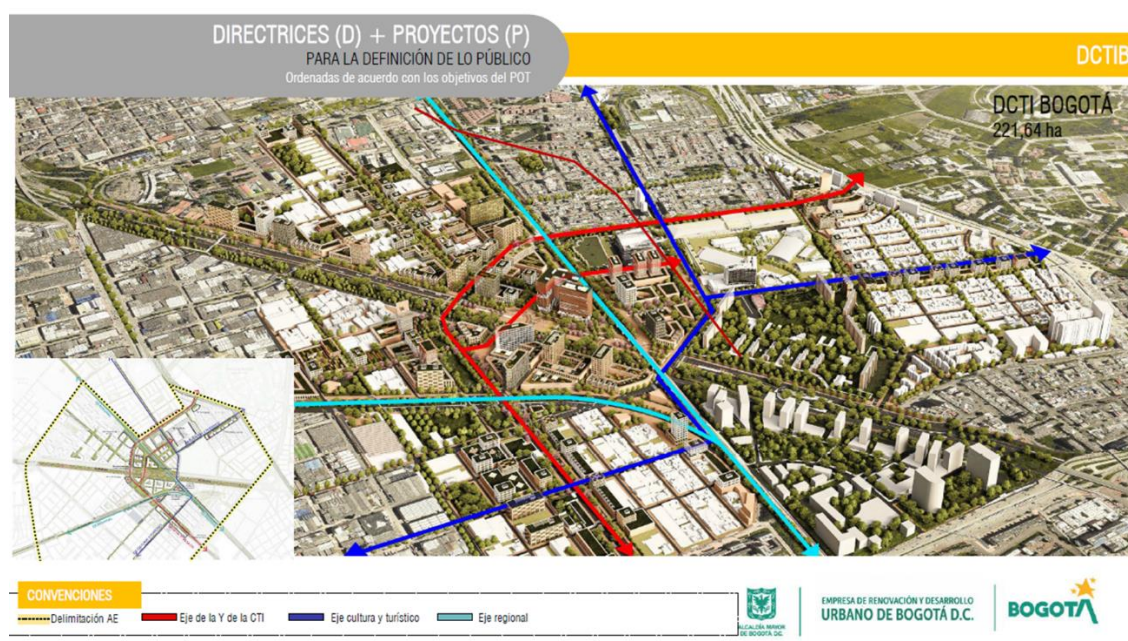 DIRECTRICES (D) + PROYECTOS (P)
PARA LA DEFINICIÓN DE LO PÚBLICO
Ordenadas de acuerdo con los objetivos del POT
DCTIB
DCTI BOGOTÁ
221,64 ha
CONVENCIONES
Delimitación AE
Eje de la Y de la CTI
Eje cultura y turístico
Eje regional
ALCALDÍA MAYOR
DE BOGOTÁ D.C.
EMPRESA DE RENOVACIÓN Y DESARROLLO
URBANO DE BOGOTÁ D.C.
BOGOTÁ